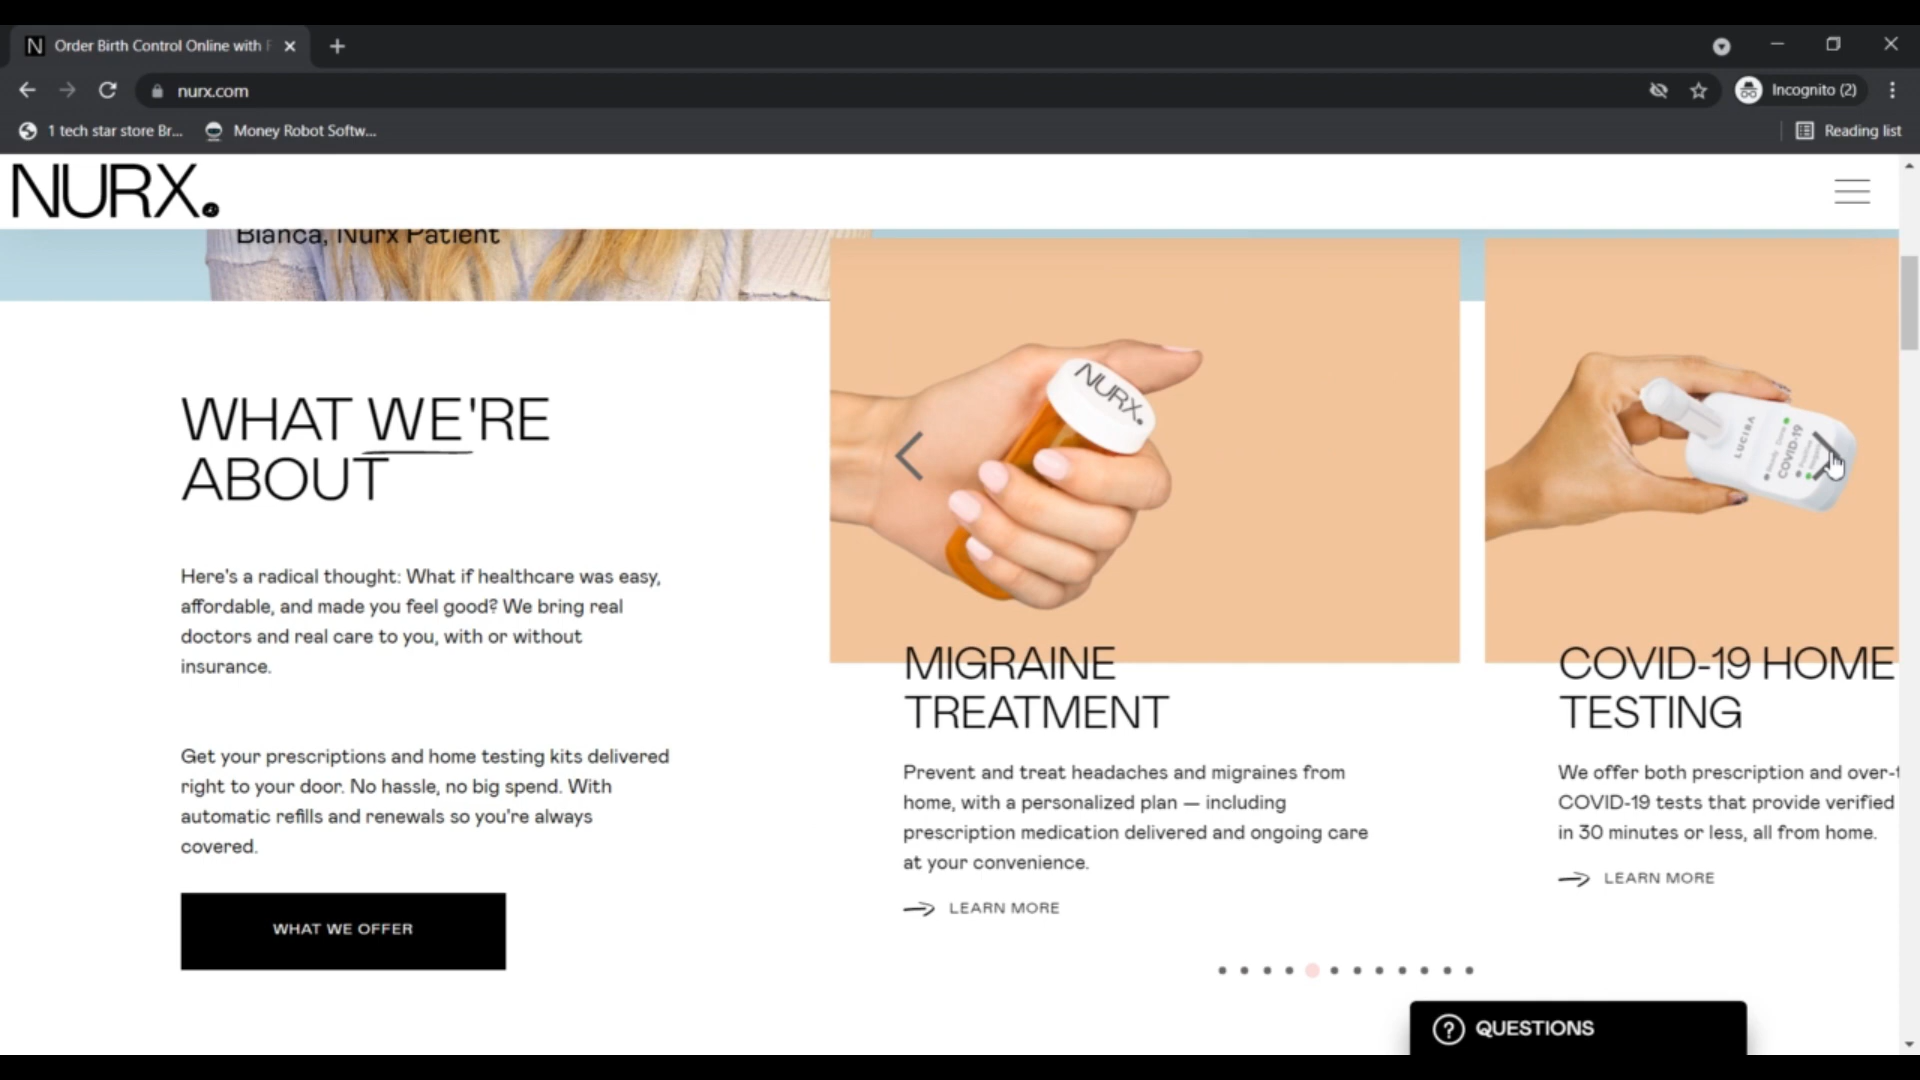 N Order Birth Control Online with F
nurx.com
Incognito (2)
1 tech star store Br...
Money Robot Softw...
Reading list
NURX.
Bianca, Nurx Patient
WHAT WE'RE
ABOUT
Here's a radical thought: What if healthcare was easy,
affordable, and made you feel good? We bring real
doctors and real care to you, with or without
insurance.
Get your prescriptions and home testing kits delivered
right to your door. No hassle, no big spend. With
automatic refills and renewals so you're always
covered.
WHAT WE OFFER
NURX.
MIGRAINE
TREATMENT
Prevent and treat headaches and migraines from
home, with a personalized plan — including
prescription medication delivered and ongoing care
at your convenience.
LEARN MORE
LUCIRA
COVID-19
COVID-19 HOME
TESTING
We offer both prescription and over-t
COVID-19 tests that provide verified
in 30 minutes or less, all from home.
LEARN MORE
? QUESTIONS